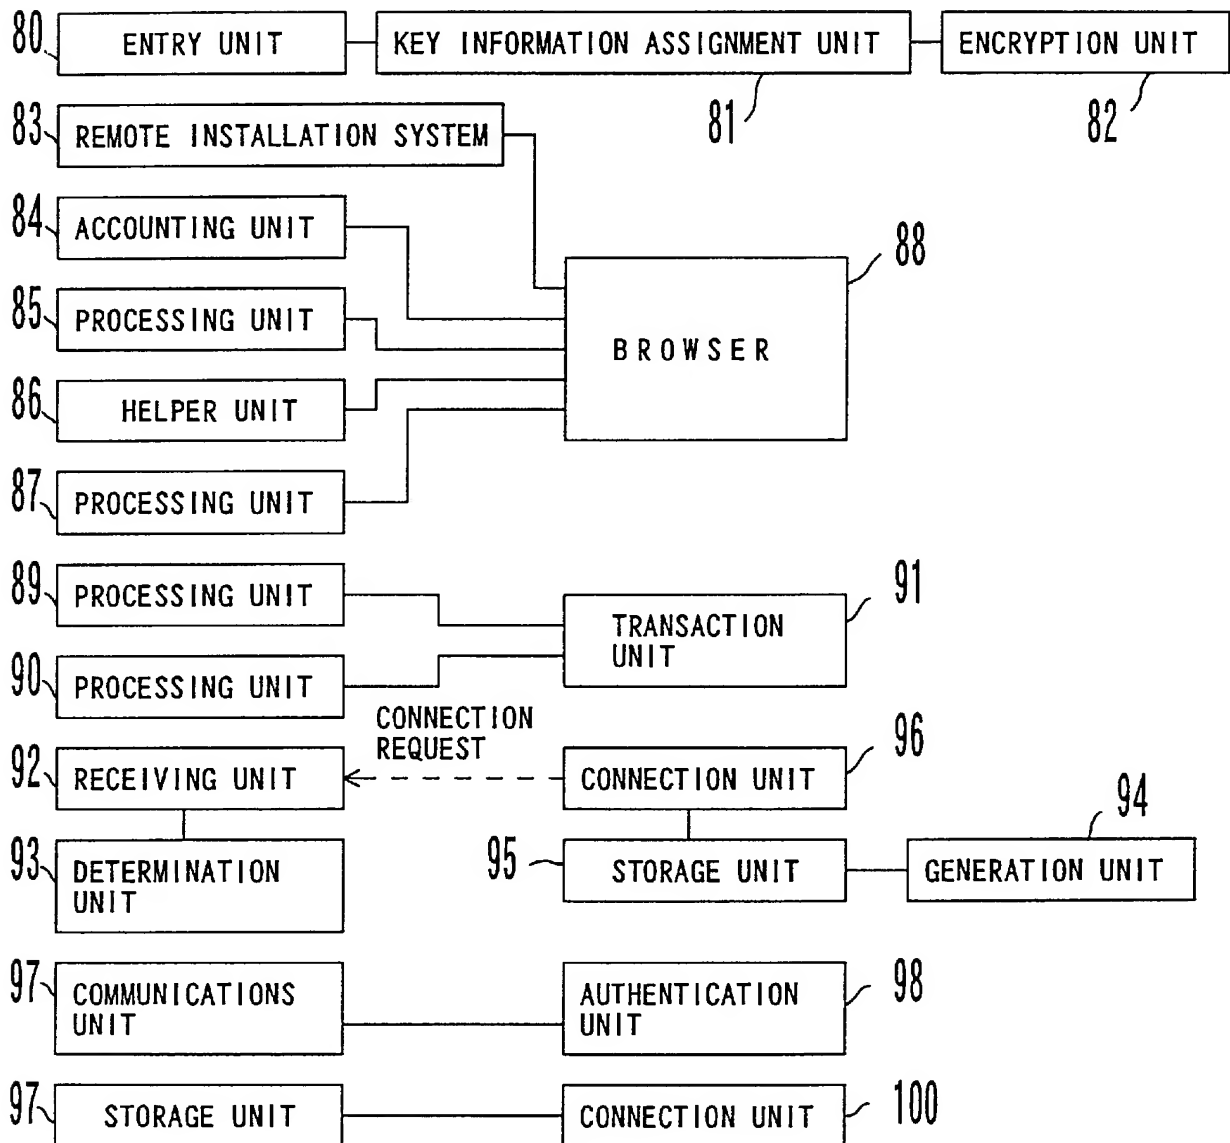 80 ENTRY UNIT KEY INFORMATION ASSIGNMENT UNIT ENCRYPTION UNIT
81 82
83 REMOTE INSTALLATION SYSTEM
84 ACCOUNTING UNIT
88
85 PROCESSING UNIT
BROWSER
86 HELPER UNIT
87 PROCESSING UNIT
89 PROCESSING UNIT
91
TRANSACTION
UNIT
90 PROCESSING UNIT
CONNECTION
REQUEST
92 RECEIVING UNIT CONNECTION UNIT 96
94
93 DETERMINATION
UNIT
95 STORAGE UNIT GENERATION UNIT
97 COMMUNICATIONS
UNIT
AUTHENTICATION
UNIT
98
97 STORAGE UNIT CONNECTION UNIT 100